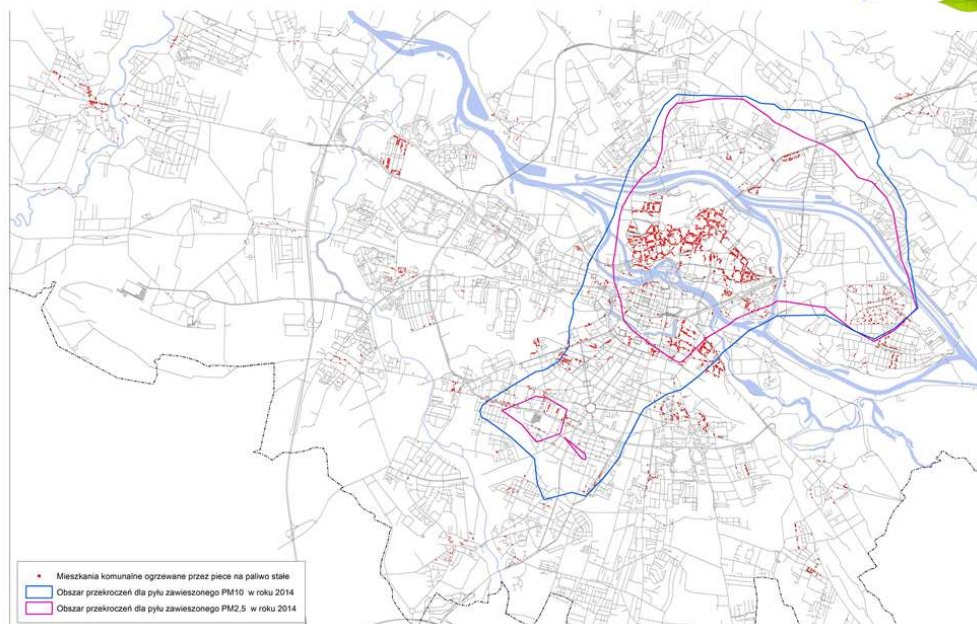 Mieszkania komunalne ogrzewane przez piece na paliwo stałe
Obszar przekroczeń dla pyłu zawieszonego PM10 w roku 2014
Obszar przekroczeń dla pyłu zawieszonego PM2,5 w roku 2014